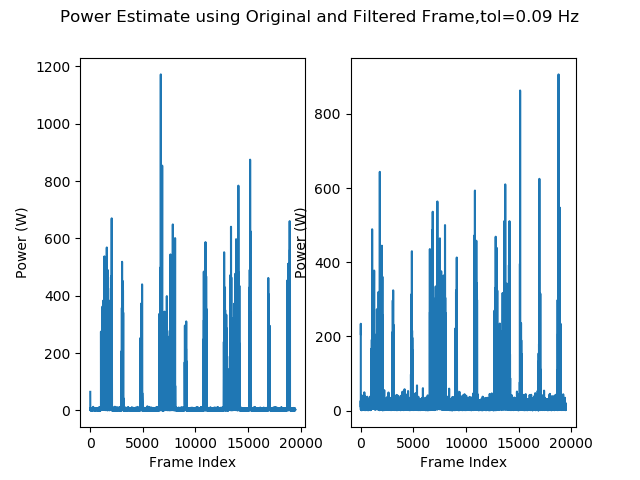 Power Estimate using Original and Filtered Frame,tol=0.09 Hz
Power (W)
1200
1000
800
600
400
200
0
0 5000 10000 15000 20000
Frame Index
Power (W)
800
600
400
200
0
0 5000 10000 15000 20000
Frame Index